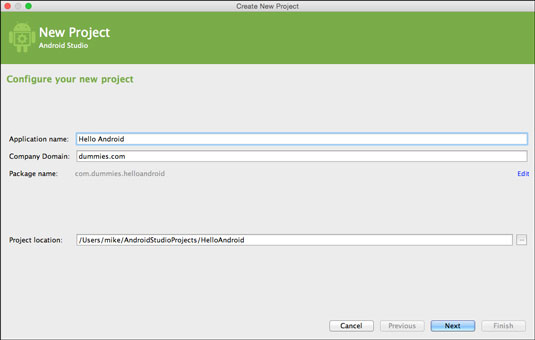 Create New Project
New Project
Android Studio
Configure your new project
Application name: Hello Android
Company Domain: dummies.com
Package name: com.dummies.helloandroid Edit
Project location: /Users/mike/AndroidStudioProjects/HelloAndroid ...
Cancel Previous Next Finish